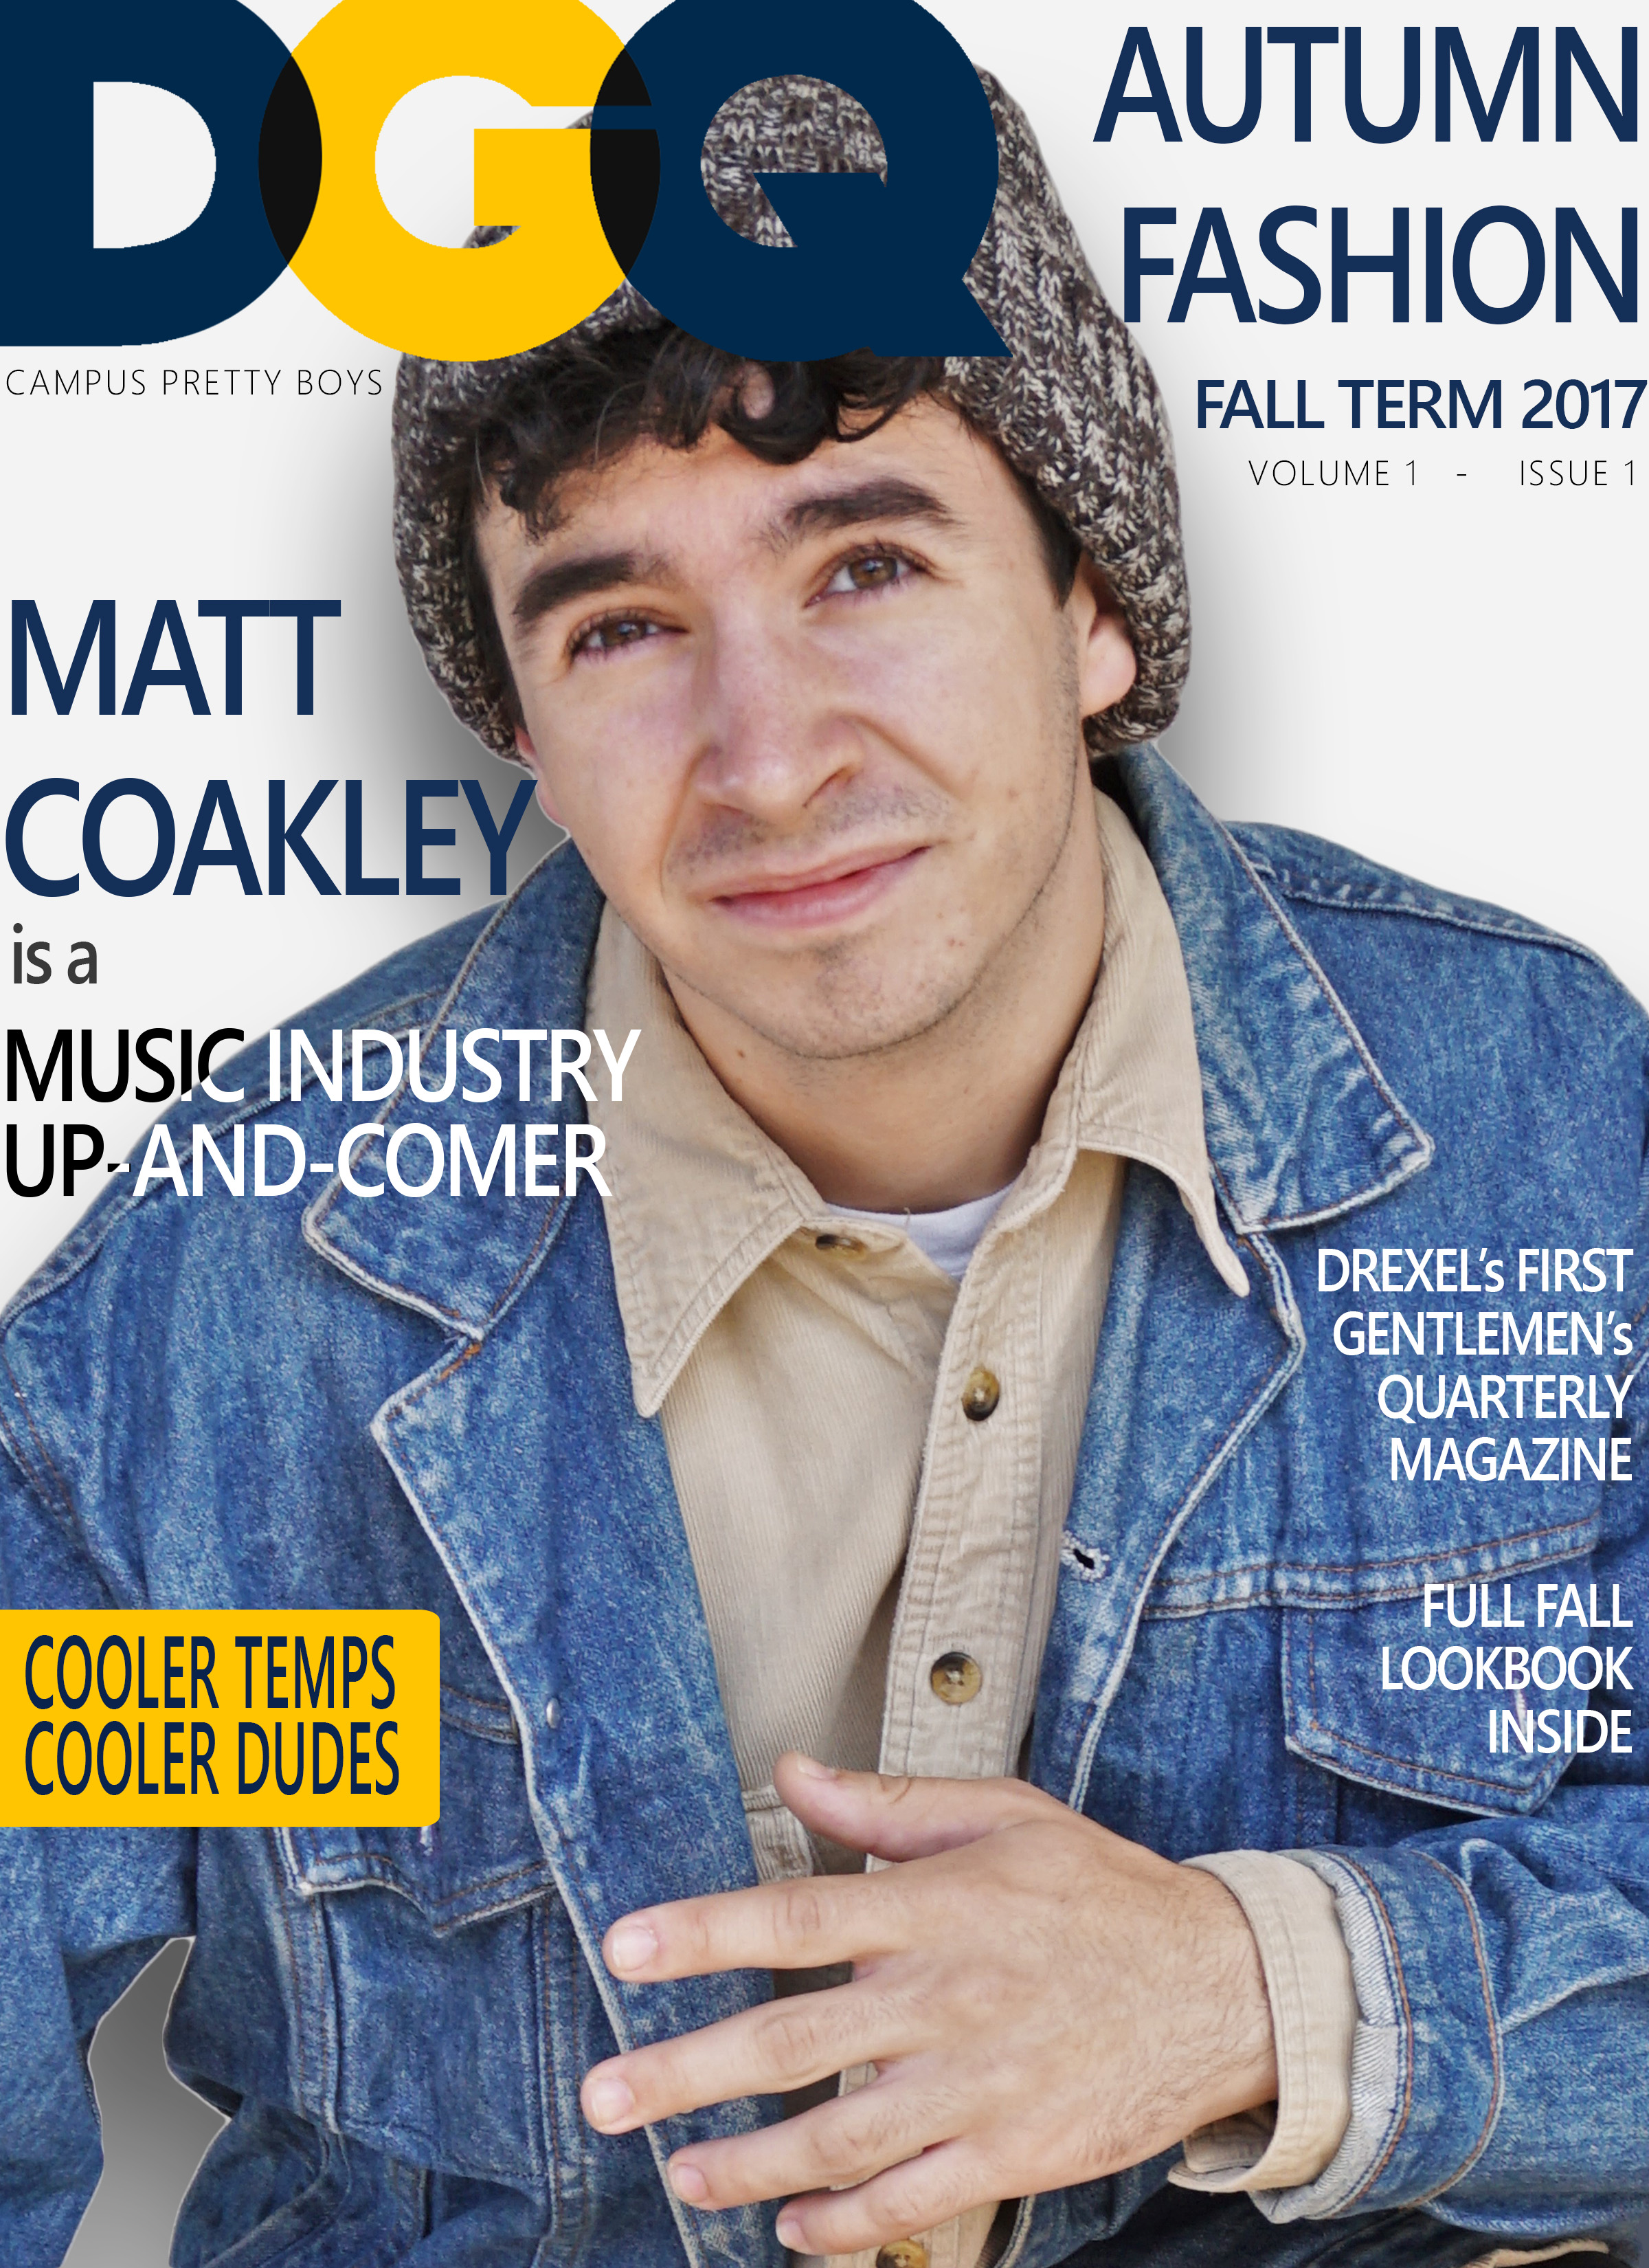 DGQ
CAMPUS PRETTY BOYS
AUTUMN
FASHION
FALL TERM 2017
VOLUME 1 - ISSUE 1
MATT
COAKLEY
is a
MUSIC INDUSTRY
UP-AND-COMER
DREXEL's FIRST
GENTLEMEN's
QUARTERLY
MAGAZINE
FULL FALL
LOOKBOOK
INSIDE
COOLER TEMPS
COOLER DUDES